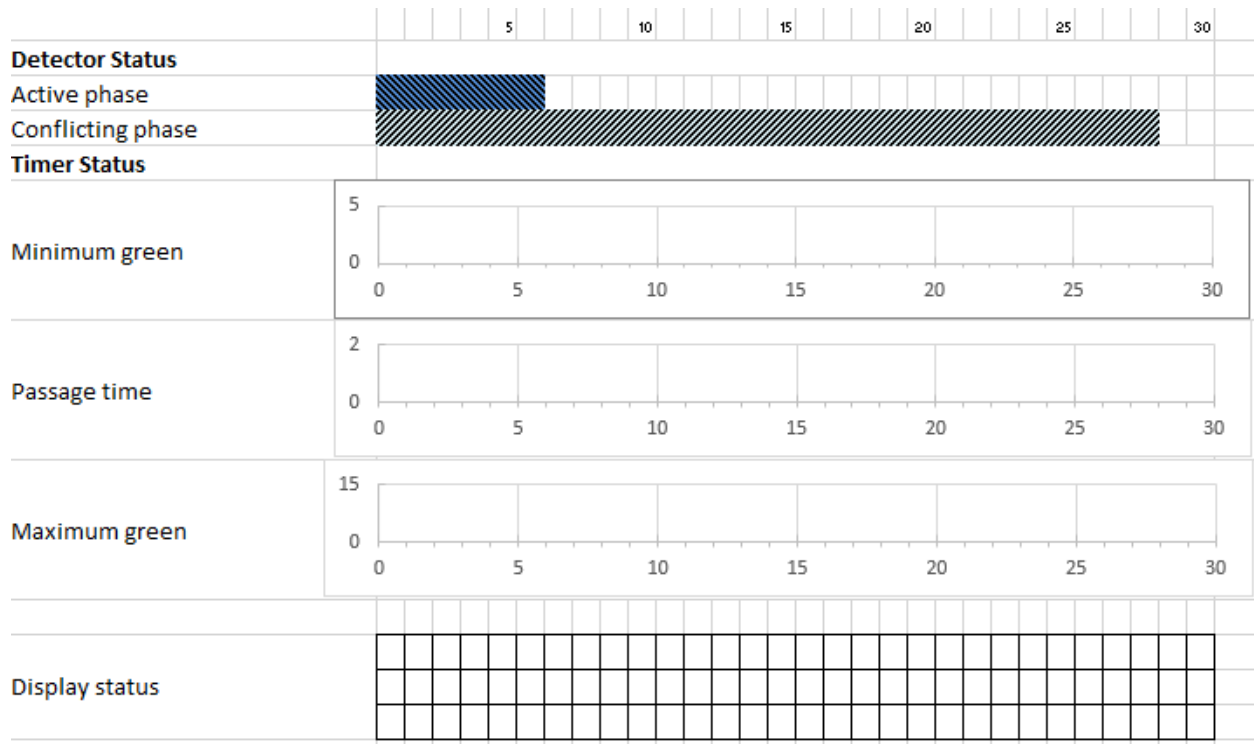 5 10 15 20 25 30
Detector Status
Active phase
Conflicting phase
Timer Status
5
Minimum green
0
0 5 10 15 20 25 30
2
Passage time
0
0 5 10 15 20 25 30
15
Maximum green
0
0 5 10 15 20 25 30
Display status